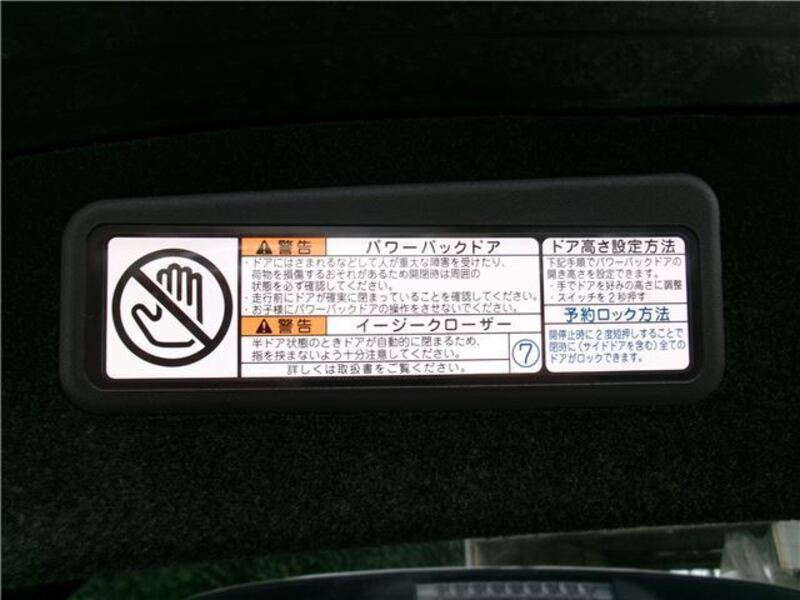 警告 パワーバックドア
・ドアにはさまれるなどして人が重大な障害を受けたり、
荷物を損傷するおそれがあるため開閉時は周囲の
状態を必ず確認してください。
・走行前にドアが確実に閉まっていることを確認してください。
・お子様にパワーバックドアの操作をさせないでください。
警告 イージークローザー
半ドア状態のときドアが自動的に閉まるため、
指を挟まないよう十分注意してください。
⑦
詳しくは取扱書をご覧ください。
ドア高さ設定方法
下記手順でパワーバックドアの
開き高さを設定できます。
・手でドアを好みの高さに調整
・スイッチを2秒押す
予約ロック方法
開停止時に2度短押しすることで
閉時に(サイドドアを含む)全ての
ドアがロックできます。